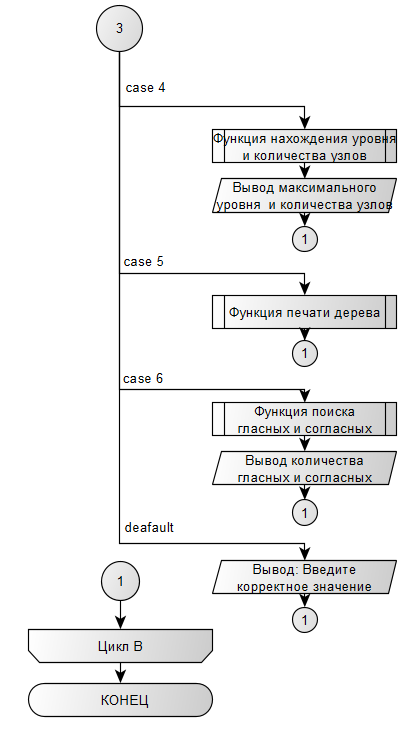 3
case 4
Функция нахождения уровня
и количества узлов
Вывод максимального
уровня и количества узлов
1
case 5
Функция печати дерева
1
case 6
Функция поиска
гласных и согласных
Вывод количества
гласных и согласных
1
deafault
Вывод: Введите
корректное значение
1
1
Цикл В
КОНЕЦ